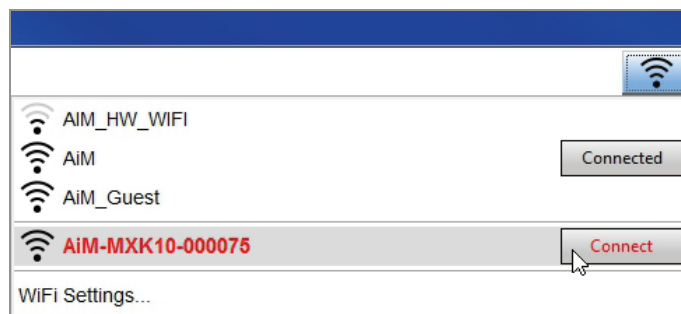 AIM_HW_WIFI
AiM
Connected
AiM_Guest
AiM-MXK10-000075
Connect
WiFi Settings...